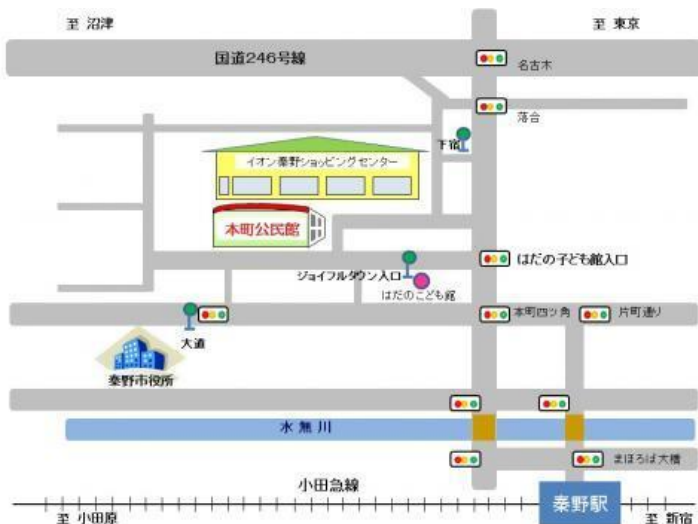 至 沼津
至 東京
国道246号線
名古木
落合
下宿
イオン秦野ショッピングセンター
本町公民館
はだの子ども館入口
ジョイフルタウン入口
はだのこども館
本町四ツ角
片町通り
大道
秦野市役所
水無川
まほろば大橋
小田急線
秦野駅
至 小田原
至 新宿